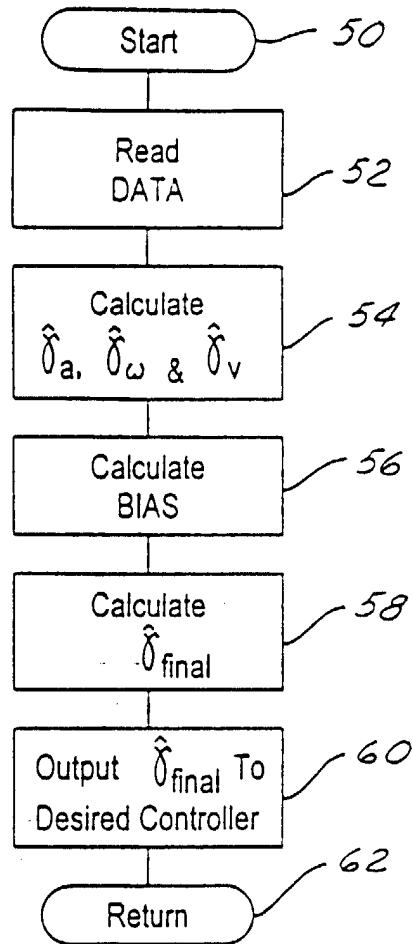 Start
50
Read
DATA
52
Calculate
δ̂a, δ̂ω & δ̂v
54
Calculate
BIAS
56
Calculate
δ̂final
58
Output δ̂final To
Desired Controller
60
Return
62